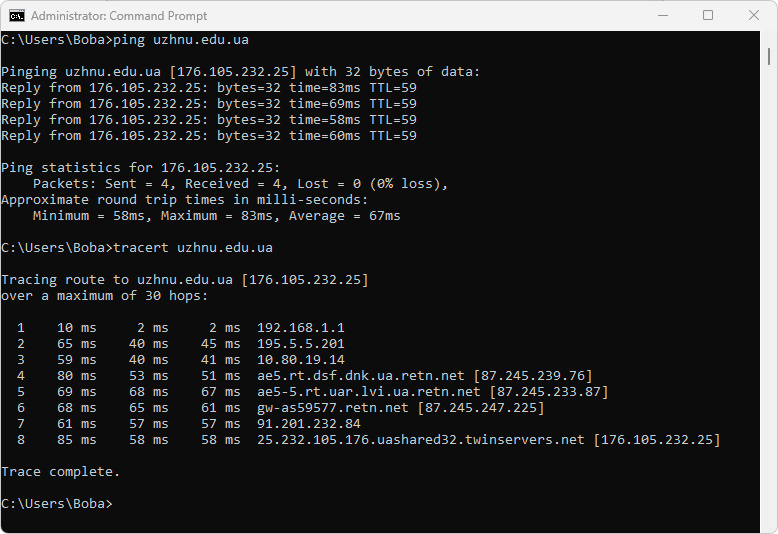 Administrator: Command Prompt
C:\Users\Boba>ping uzhnu.edu.ua
Pinging uzhnu.edu.ua [176.105.232.25] with 32 bytes of data:
Reply from 176.105.232.25: bytes=32 time=83ms TTL=59
Reply from 176.105.232.25: bytes=32 time=69ms TTL=59
Reply from 176.105.232.25: bytes=32 time=58ms TTL=59
Reply from 176.105.232.25: bytes=32 time=60ms TTL=59
Ping statistics for 176.105.232.25:
    Packets: Sent = 4, Received = 4, Lost = 0 (0% loss),
Approximate round trip times in milli-seconds:
    Minimum = 58ms, Maximum = 83ms, Average = 67ms
C:\Users\Boba>tracert uzhnu.edu.ua
Tracing route to uzhnu.edu.ua [176.105.232.25]
over a maximum of 30 hops:
  1    10 ms     2 ms     2 ms  192.168.1.1
  2    65 ms    40 ms    45 ms  195.5.5.201
  3    59 ms    40 ms    41 ms  10.80.19.14
  4    80 ms    53 ms    51 ms  ae5.rt.dsf.dnk.ua.retn.net [87.245.239.76]
  5    69 ms    68 ms    67 ms  ae5-5.rt.uar.lvi.ua.retn.net [87.245.233.87]
  6    68 ms    65 ms    61 ms  gw-as59577.retn.net [87.245.247.225]
  7    61 ms    57 ms    57 ms  91.201.232.84
  8    85 ms    58 ms    58 ms  25.232.105.176.uashared32.twinservers.net [176.105.232.25]
Trace complete.
C:\Users\Boba>